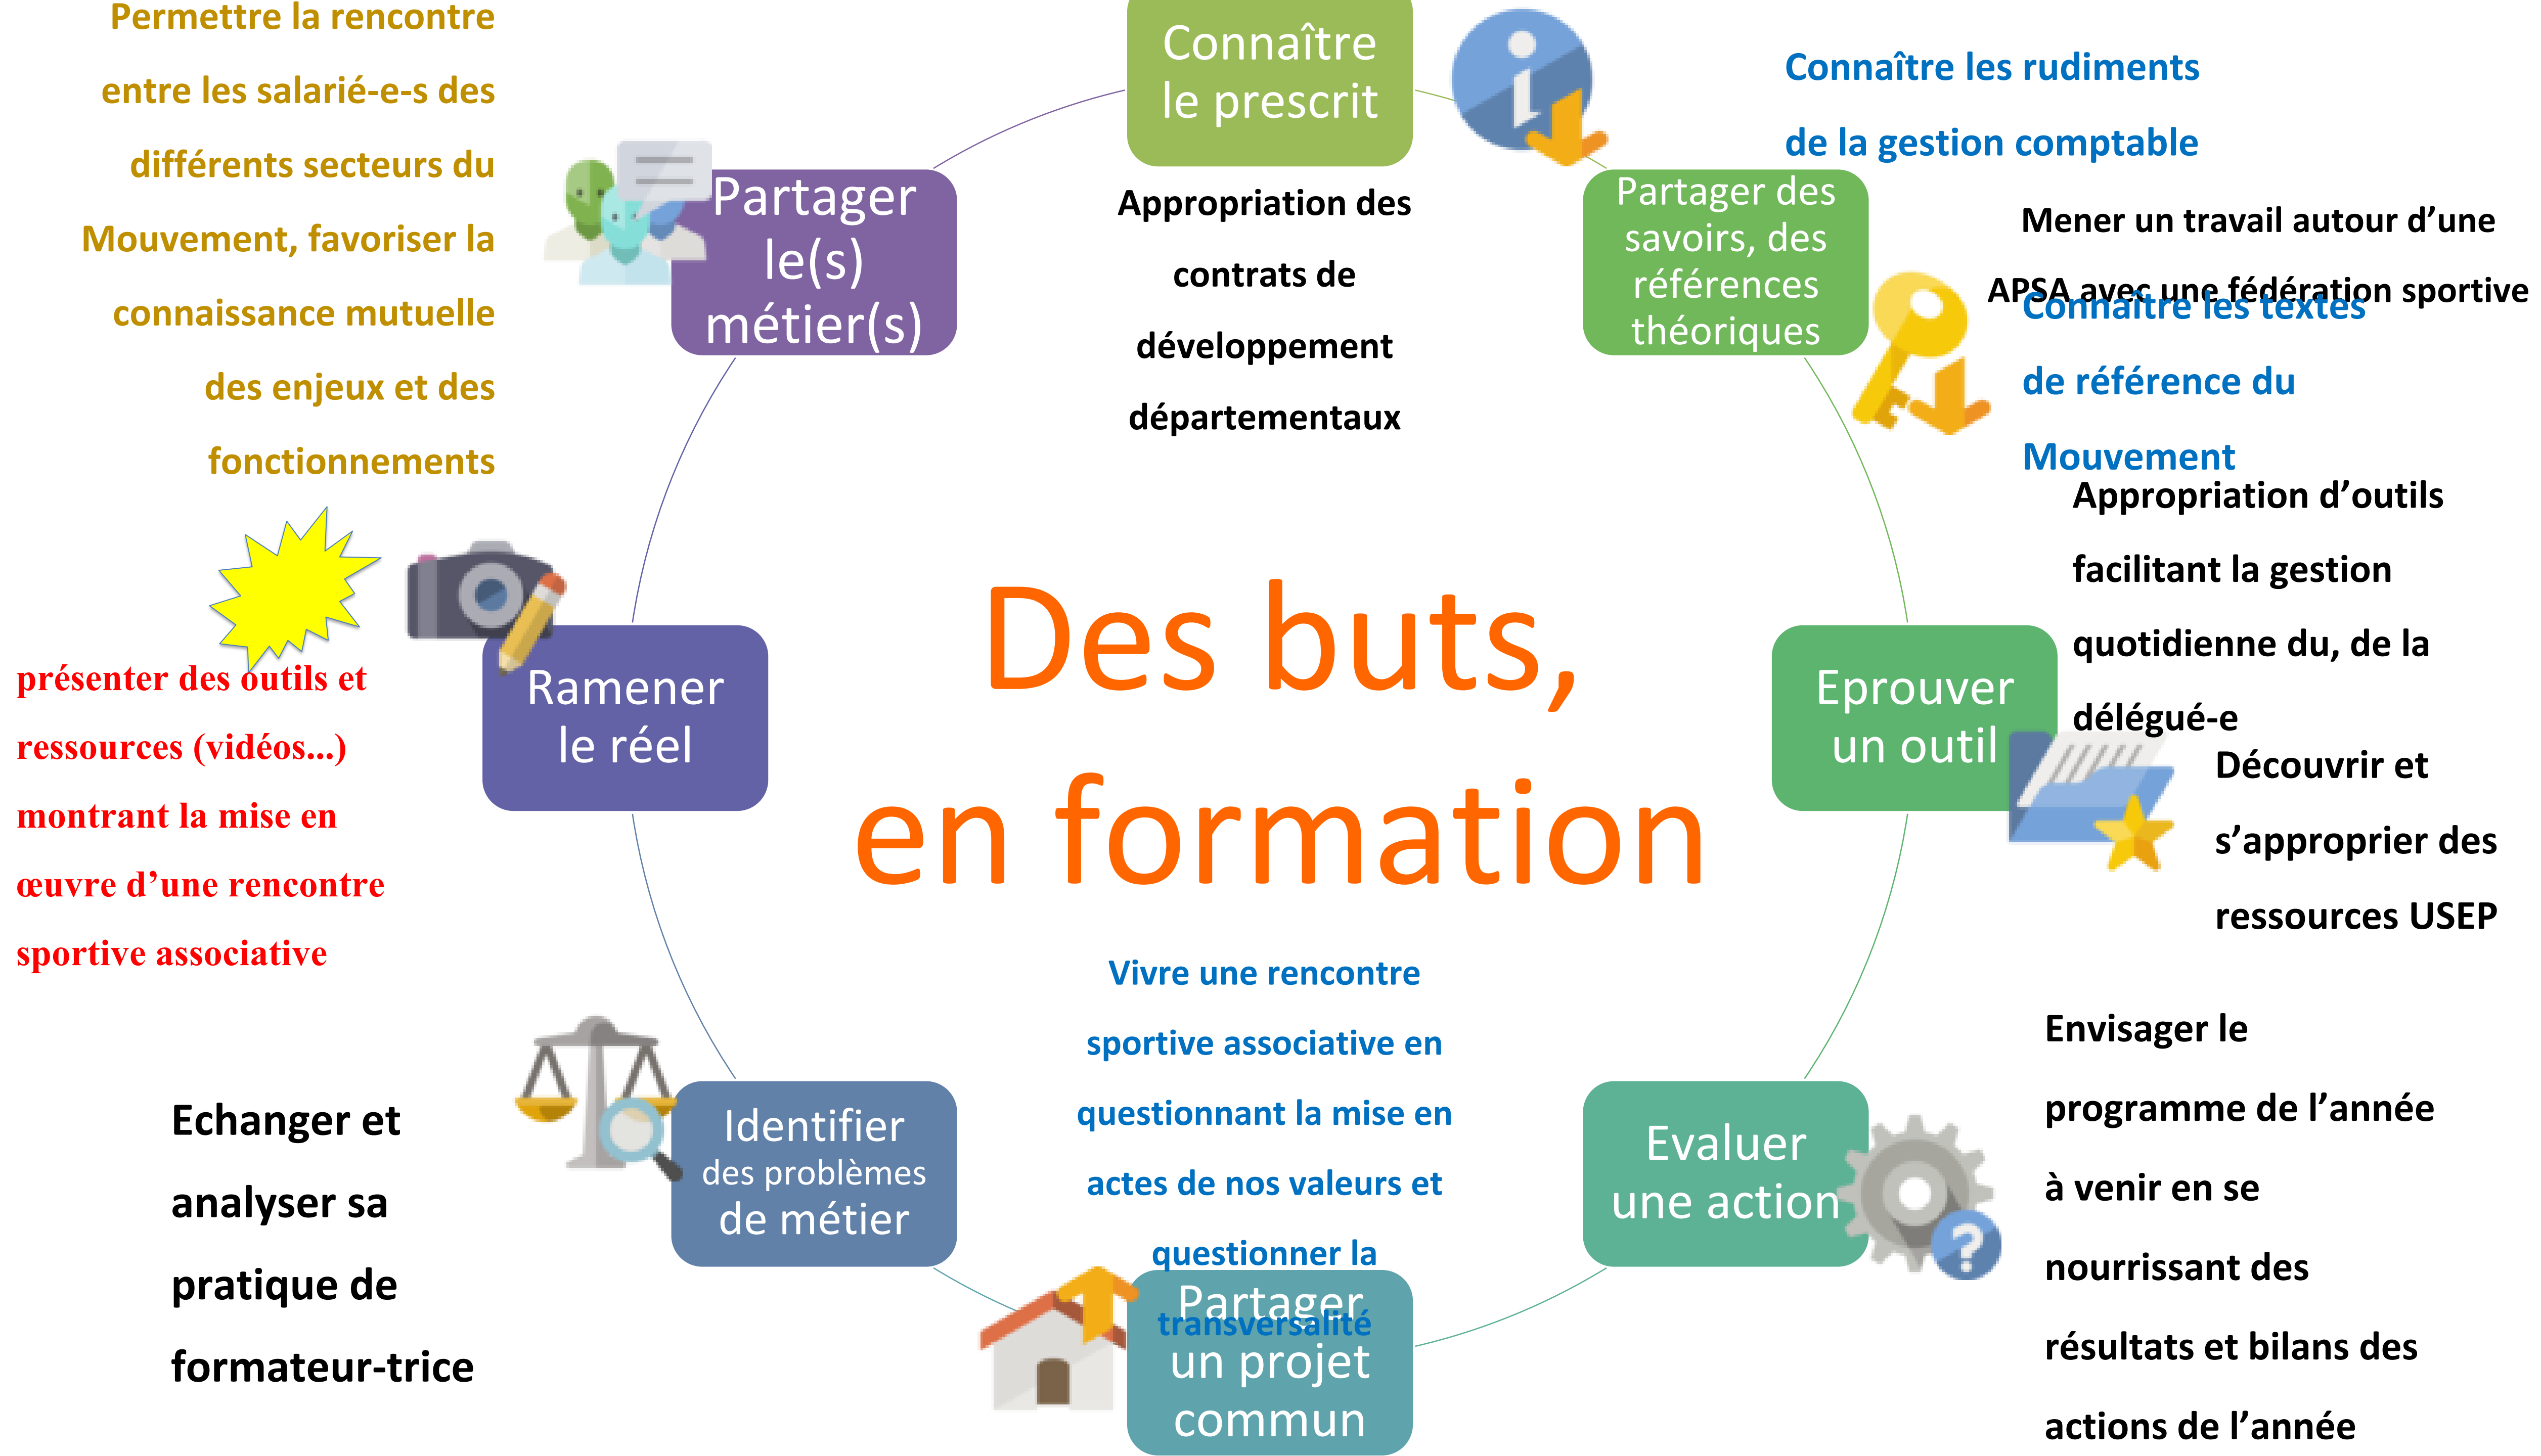 Permettre la rencontre
entre les salarié-e-s des
différents secteurs du
Mouvement, favoriser la
connaissance mutuelle
des enjeux et des
fonctionnements
Connaître
le prescrit
Appropriation des
contrats de
développement
départementaux
Connaître les rudiments
de la gestion comptable
Partager
le(s)
métier(s)
Partager des
savoirs, des
références
théoriques
Mener un travail autour d’une
APSA avec une fédération sportive
Connaître les textes
de référence du
Mouvement
Appropriation d’outils
facilitant la gestion
quotidienne du, de la
délégué-e
Ramener
le réel
présenter des outils et
ressources (vidéos...)
montrant la mise en
œuvre d’une rencontre
sportive associative
Des buts,
en formation
Eprouver
un outil
Découvrir et
s’approprier des
ressources USEP
Identifier
des problèmes
de métier
Echanger et
analyser sa
pratique de
formateur-trice
Vivre une rencontre
sportive associative en
questionnant la mise en
actes de nos valeurs et
questionner la
transversalité
Partager
un projet
commun
Evaluer
une action
Envisager le
programme de l’année
à venir en se
nourrissant des
résultats et bilans des
actions de l’année